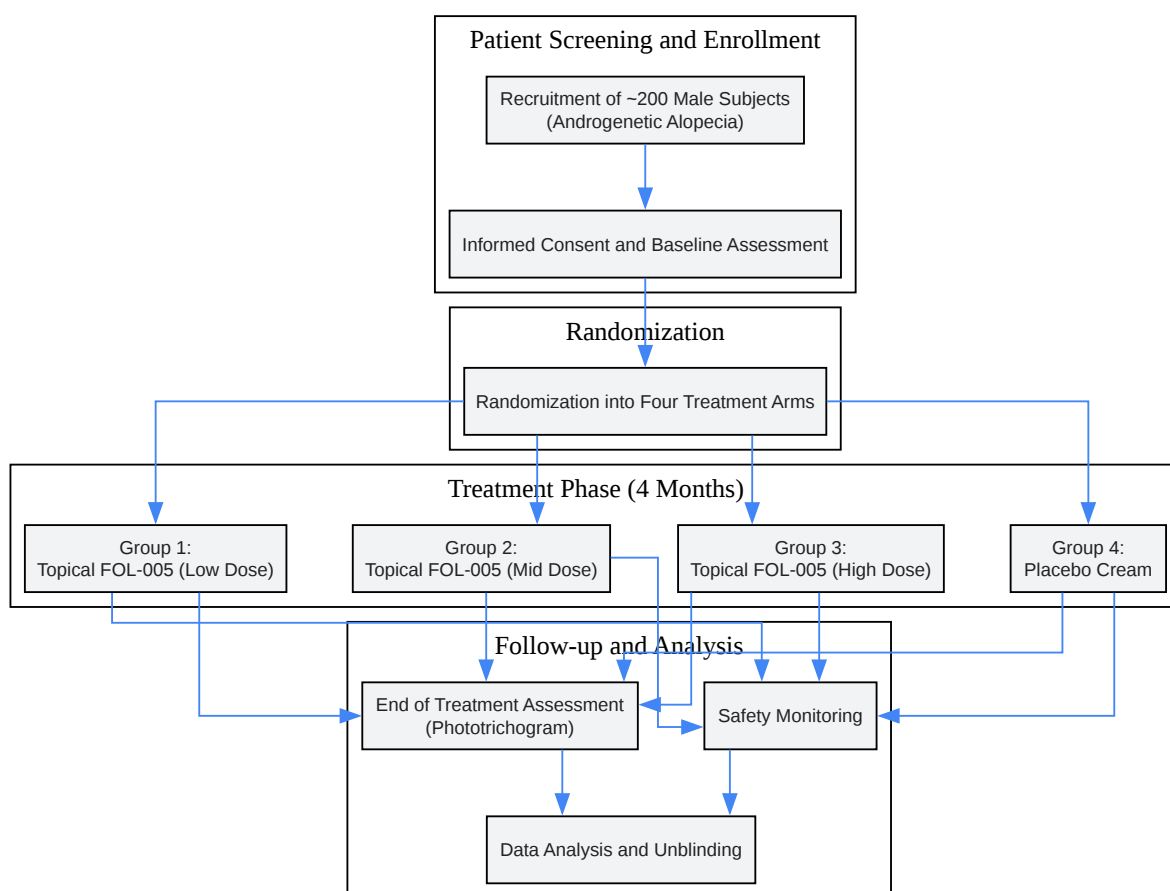 Patient Screening and Enrollment
Recruitment of ~200 Male Subjects
(Androgenetic Alopecia)
Informed Consent and Baseline Assessment
Randomization
Randomization into Four Treatment Arms
Treatment Phase (4 Months)
Group 1:
Topical FOL-005 (Low Dose)
Group 2:
Topical FOL-005 (Mid Dose)
Group 3:
Topical FOL-005 (High Dose)
Group 4:
Placebo Cream
Follow-up and Analysis
End of Treatment Assessment
(Phototrichogram)
Safety Monitoring
Data Analysis and Unblinding